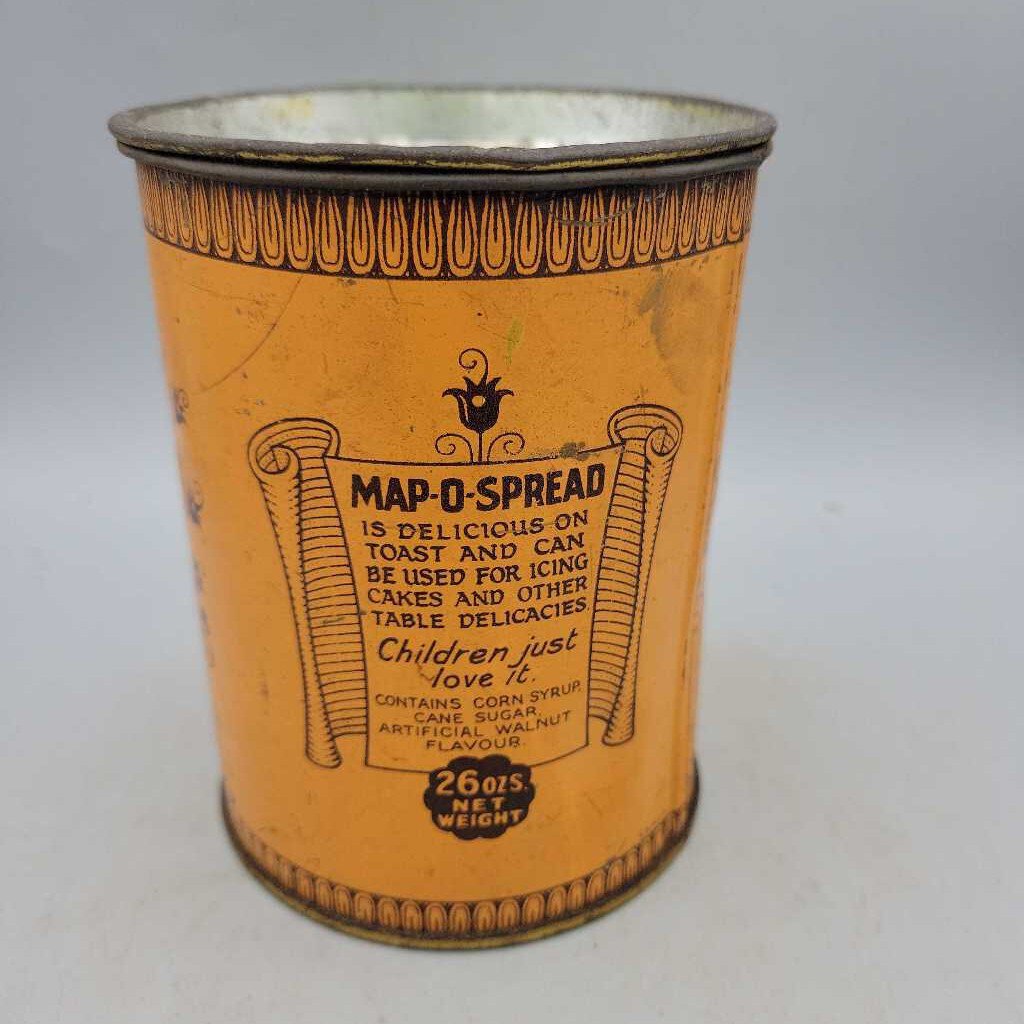 MAP-O-SPREAD
IS DELICIOUS ON
TOAST AND CAN
BE USED FOR ICING
CAKES AND OTHER
TABLE DELICACIES.
Children just
love it.
CONTAINS CORN SYRUP,
CANE SUGAR,
ARTIFICIAL WALNUT
FLAVOUR.
26 OZS.
NET
WEIGHT